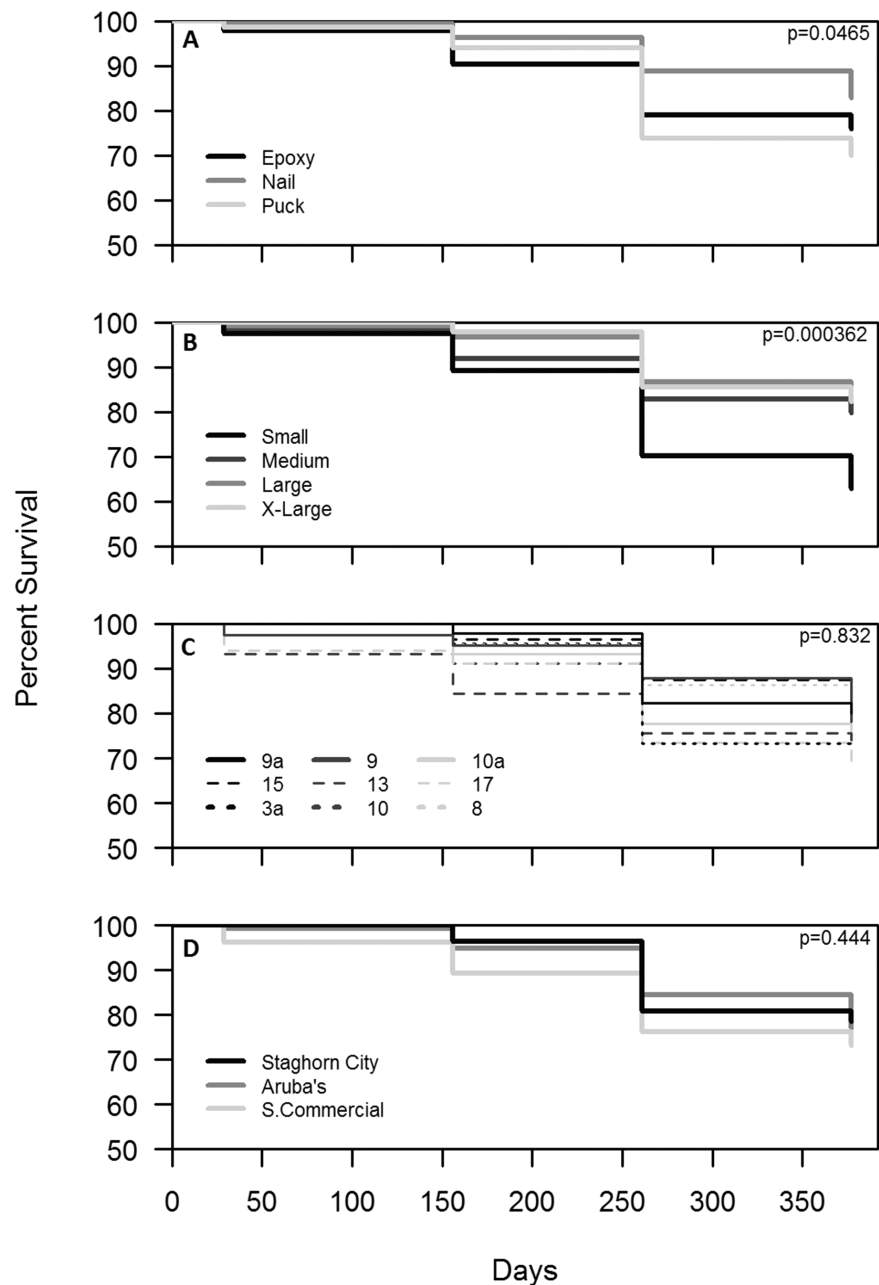 Percent Survival
A
p=0.0465
100
90
80
70
60
50
Epoxy
Nail
Puck
B
p=0.000362
100
90
80
70
60
50
Small
Medium
Large
X-Large
C
p=0.832
100
90
80
70
60
50
9a 9 10a
15 13 17
3a 10 8
D
p=0.444
100
90
80
70
60
50
Staghorn City
Aruba's
S.Commercial
0 50 100 150 200 250 300 350
Days